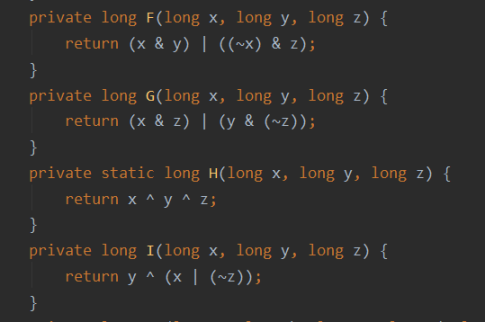 private long F(long x, long y, long z) {
    return (x & y) | ((~x) & z);
}
private long G(long x, long y, long z) {
    return (x & z) | (y & (~z));
}
private static long H(long x, long y, long z) {
    return x ^ y ^ z;
}
private long I(long x, long y, long z) {
    return y ^ (x | (~z));
}